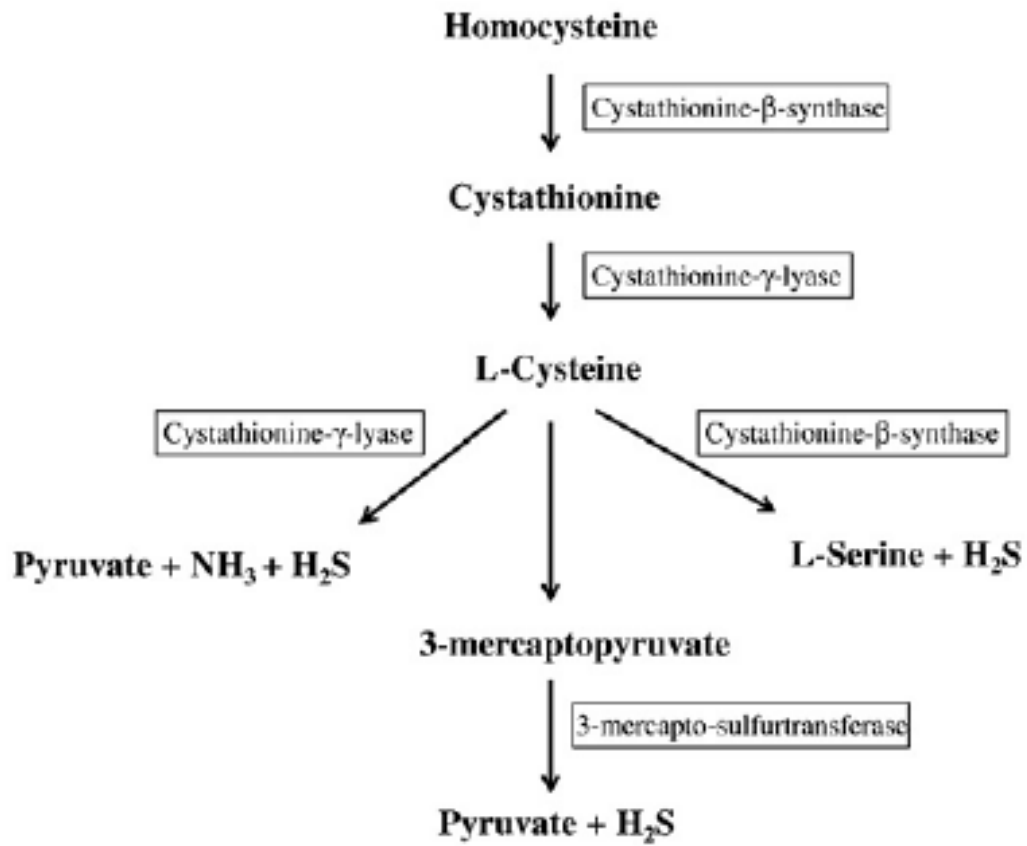 Homocysteine
Cystathionine-β-synthase
Cystathionine
Cystathionine-γ-lyase
L-Cysteine
Cystathionine-γ-lyase
Cystathionine-β-synthase
Pyruvate + NH₃ + H₂S
L-Serine + H₂S
3-mercaptopyruvate
3-mercapto-sulfurtransferase
Pyruvate + H₂S